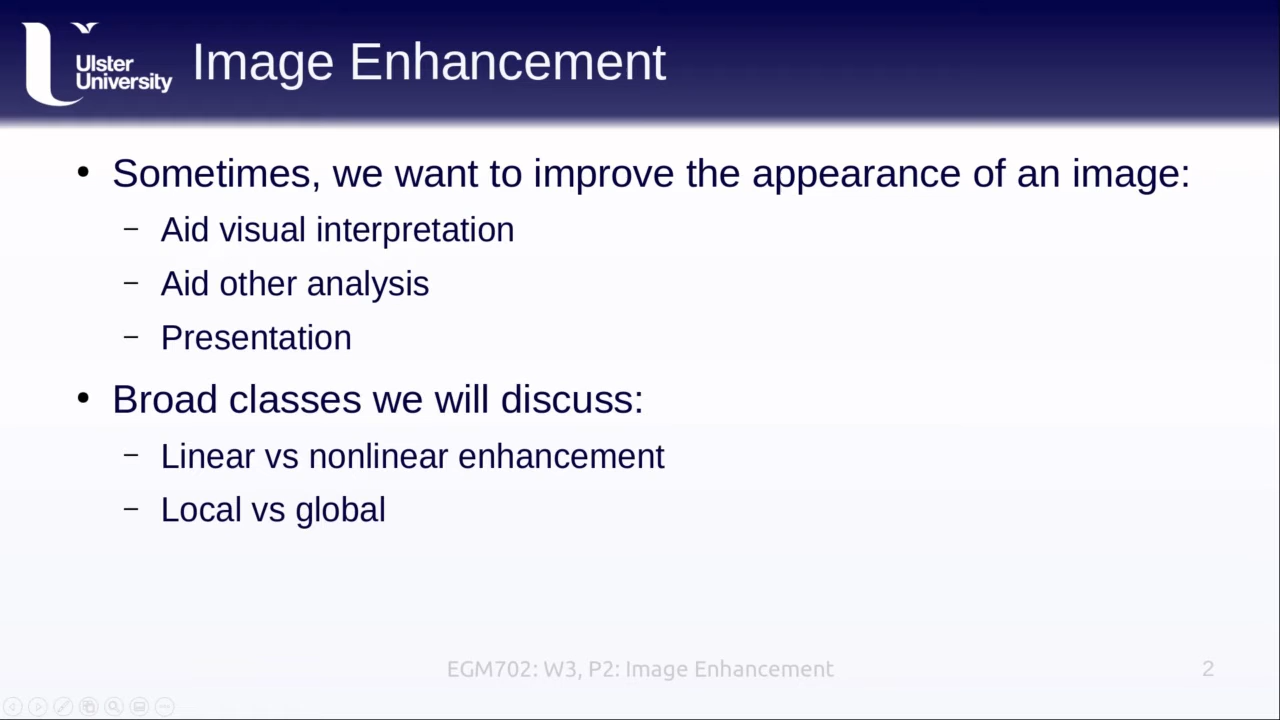 Ulster
University
Image Enhancement
• Sometimes, we want to improve the appearance of an image:
– Aid visual interpretation
– Aid other analysis
– Presentation
• Broad classes we will discuss:
– Linear vs nonlinear enhancement
– Local vs global
EGM702: W3, P2: Image Enhancement
2